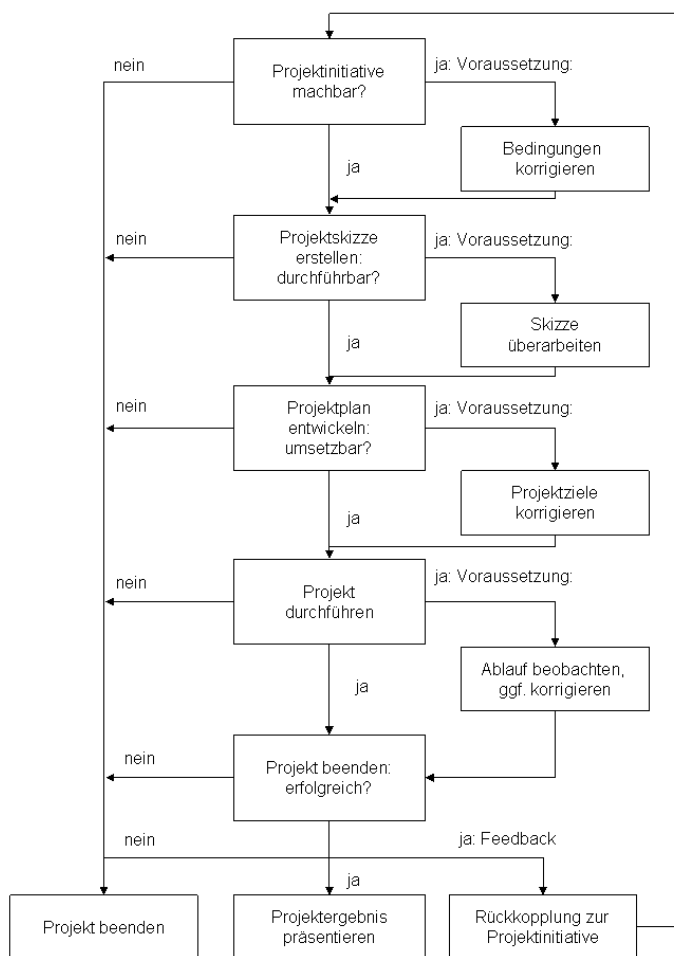 nein
Projektinitiative
machbar?
ja: Voraussetzung:
ja
Bedingungen
korrigieren
nein
Projektskizze
erstellen:
durchführbar?
ja: Voraussetzung:
ja
Skizze
überarbeiten
nein
Projektplan
entwickeln:
umsetzbar?
ja: Voraussetzung:
ja
Projektziele
korrigieren
nein
Projekt
durchführen
ja: Voraussetzung:
ja
Ablauf beobachten,
ggf. korrigieren
nein
Projekt beenden:
erfolgreich?
nein
ja: Feedback
ja
Projekt beenden
Projektergebnis
präsentieren
Rückkopplung zur
Projektinitiative